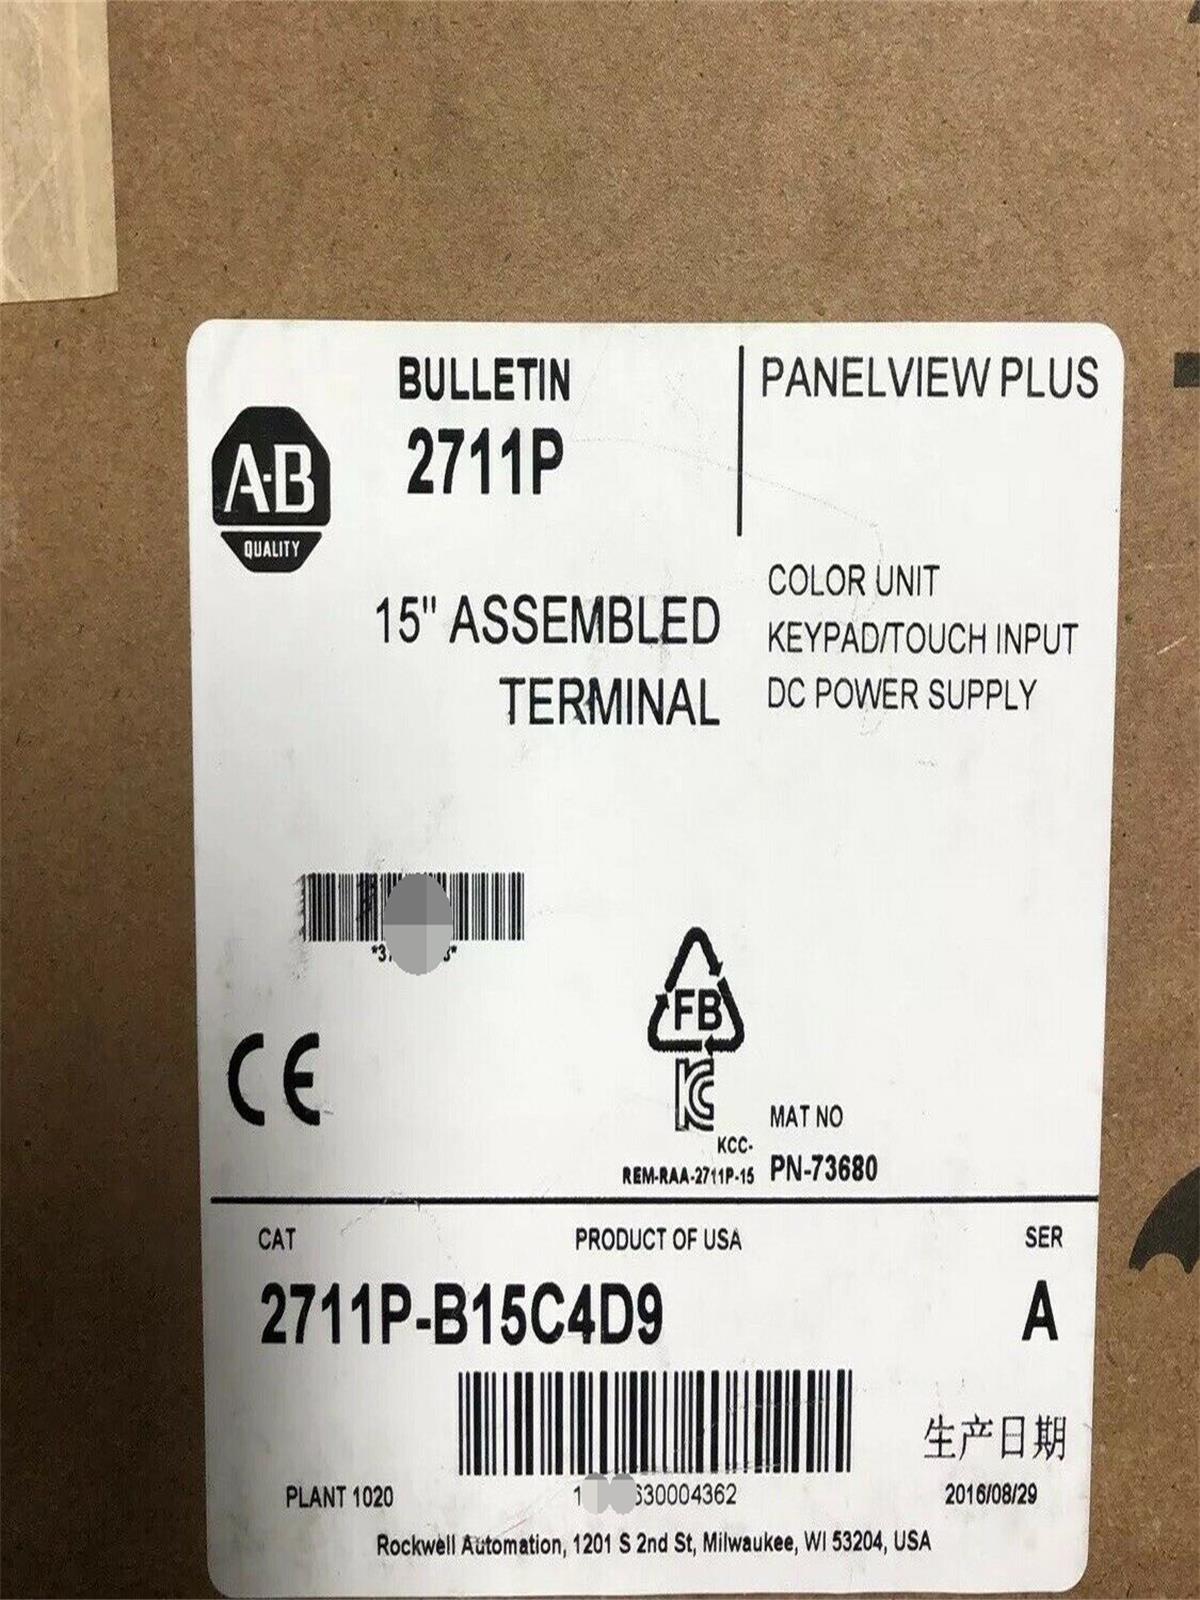 BULLETIN
2711P
PANELVIEW PLUS
A-B
QUALITY
15" ASSEMBLED
TERMINAL
COLOR UNIT
KEYPAD/TOUCH INPUT
DC POWER SUPPLY
FB
CE
KCC-
REM-RAA-2711P-15
MAT NO
PN-73680
CAT
PRODUCT OF USA
SER
2711P-B15C4D9
A
生产日期
PLANT 1020
2016/08/29
Rockwell Automation, 1201 S 2nd St, Milwaukee, WI 53204, USA